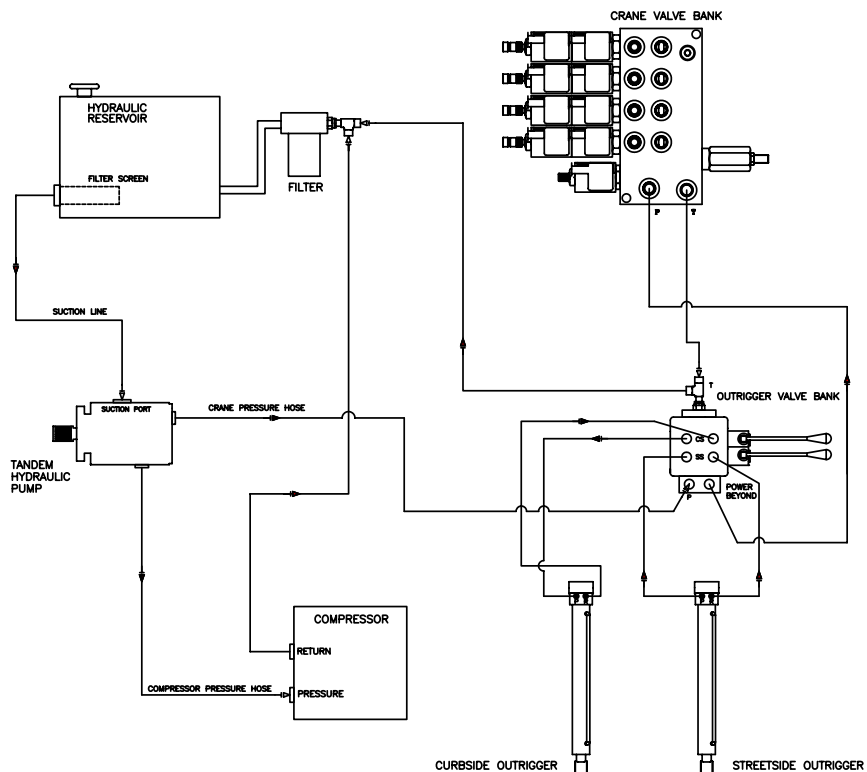 CRANE VALVE BANK
HYDRAULIC
RESERVOIR
FILTER SCREEN
FILTER
P
T
SUCTION LINE
SUCTION PORT
CRANE PRESSURE HOSE
T
OUTRIGGER VALVE BANK
CS
SS
TANDEM
HYDRAULIC
PUMP
P
POWER
BEYOND
COMPRESSOR
RETURN
COMPRESSOR PRESSURE HOSE
PRESSURE
CURBSIDE OUTRIGGER
STREETSIDE OUTRIGGER